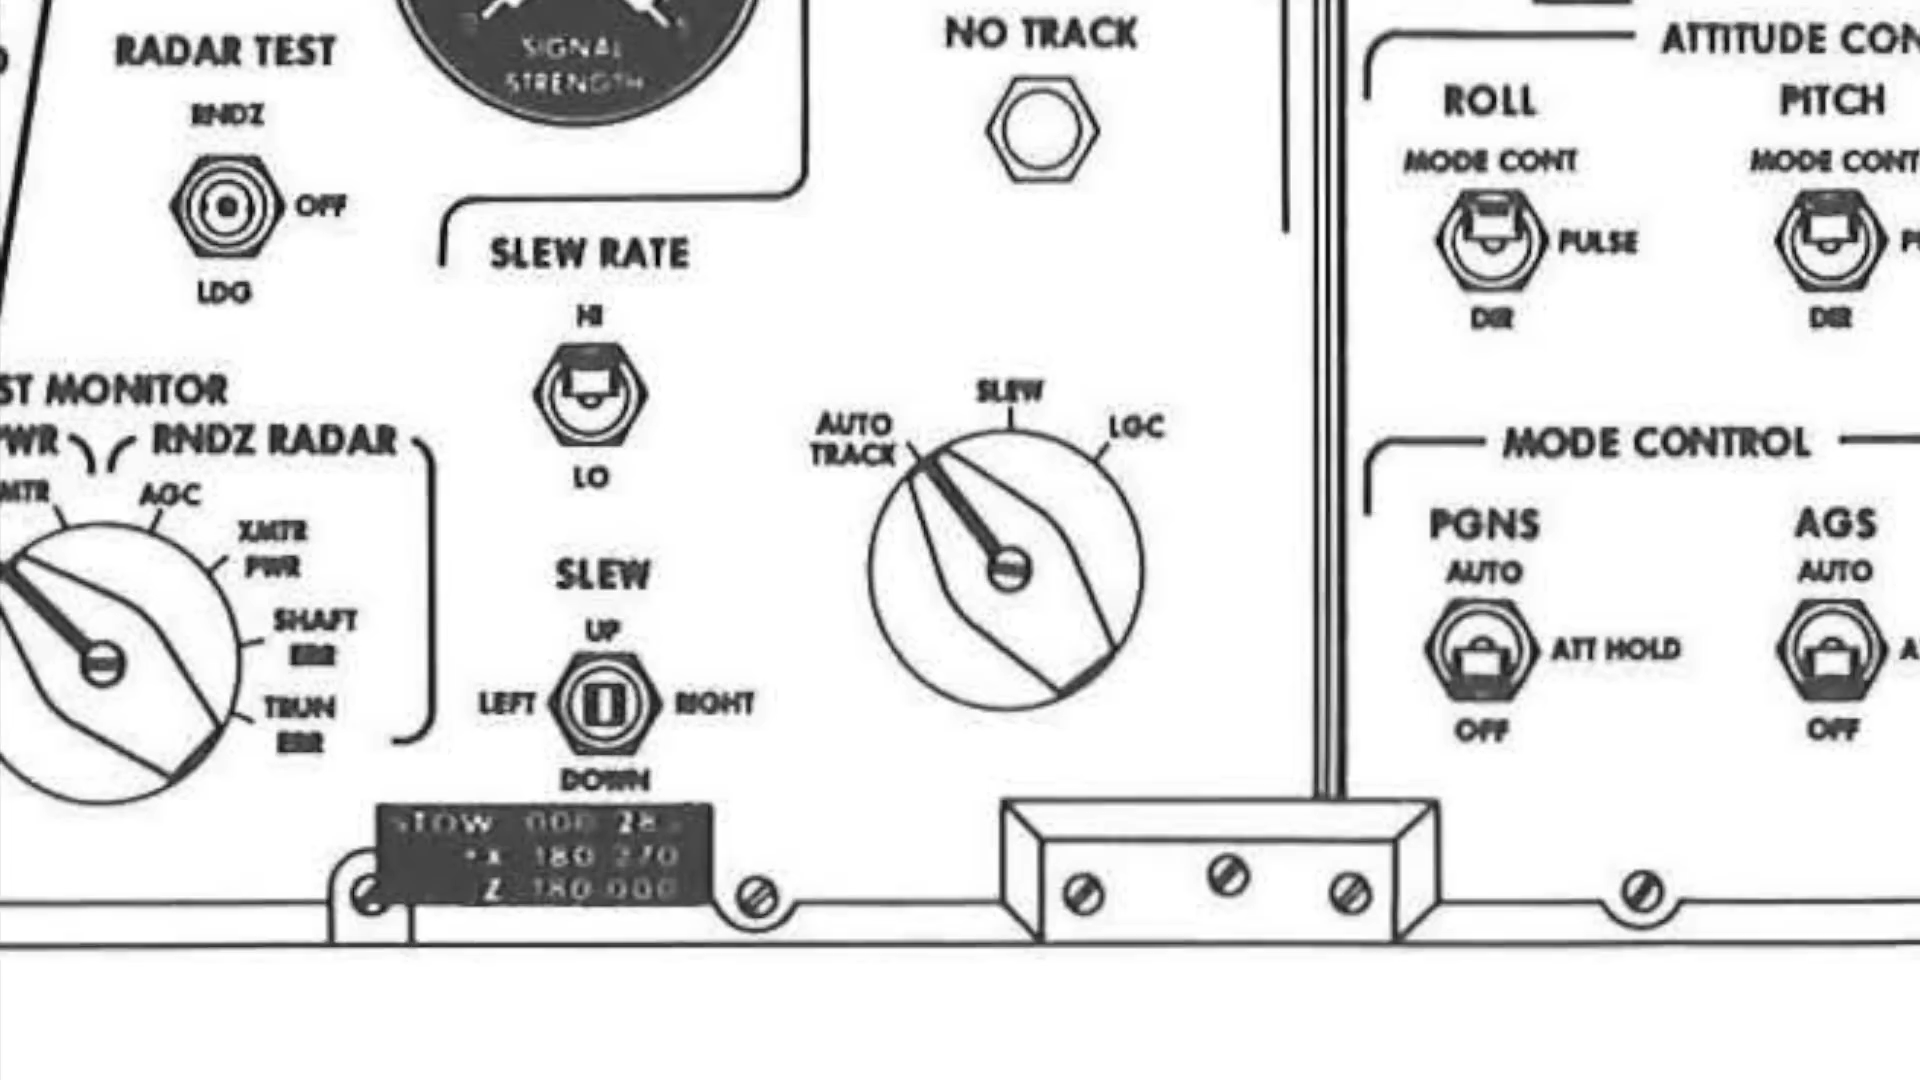 RADAR TEST
RNDZ
OFF
LDG
SIGNAL
STRENGTH
NO TRACK
SLEW RATE
HI
LO
ST MONITOR
PWR
RNDZ RADAR
MTR
AGC
XMTR
PWR
SHAFT
ERR
TRUN
ERR
SLEW
UP
LEFT
RIGHT
DOWN
AUTO
TRACK
SLEW
LGC
STOW 000 28
+X 180 270
Z 180 000
ATTITUDE CON
ROLL
PITCH
MODE CONT
MODE CONT
PULSE
DIR
DIR
MODE CONTROL
PGNS
AGS
AUTO
AUTO
ATT HOLD
A
OFF
OFF